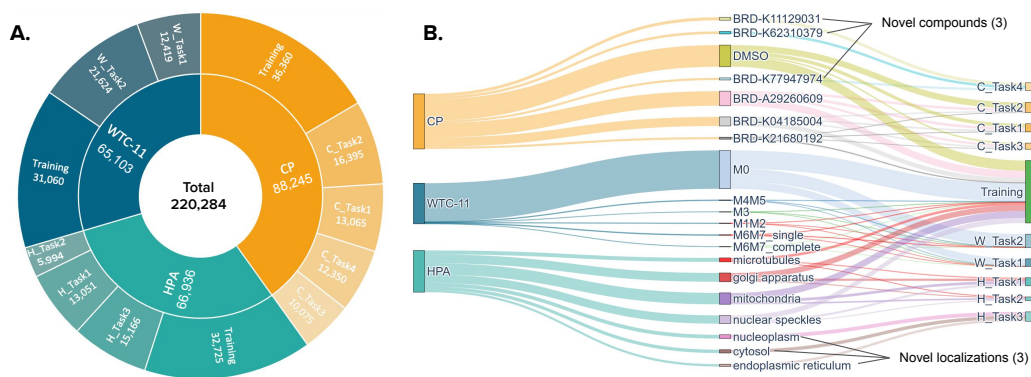 A.
W_Task1
12,419
W_Task2
21,624
Training
36,360
WTC-11
65,103
CP
88,245
C_Task2
16,395
Training
31,060
Total
220,284
C_Task1
13,065
H_Task2
5,994
H_Task1
13,051
HPA
66,936
C_Task4
12,350
C_Task3
10,075
H_Task3
15,166
Training
32,725
B.
BRD-K11129031
BRD-K62310379
DMSO
BRD-K77947974
BRD-A29260609
BRD-K04185004
BRD-K21680192
Novel compounds (3)
CP
WTC-11
HPA
M0
M4M5
M3
M1M2
M6M7_single
M6M7_complete
microtubules
golgi apparatus
mitochondria
nuclear speckles
nucleoplasm
cytosol
endoplasmic reticulum
C_Task4
C_Task2
C_Task1
C_Task3
Training
W_Task2
W_Task1
H_Task1
H_Task2
H_Task3
Novel localizations (3)